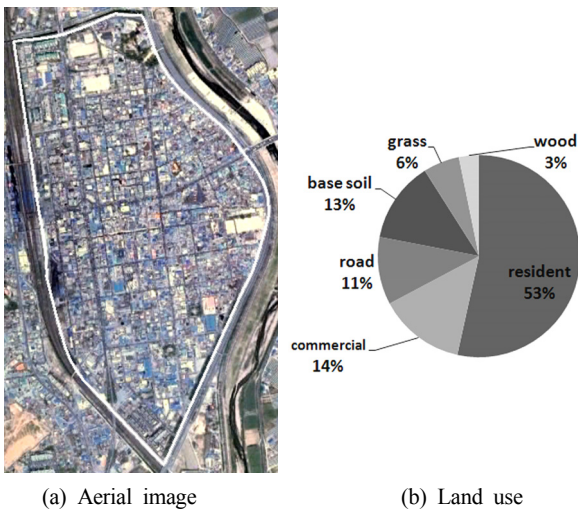 grass
6%
wood
3%
base soil
13%
road
11%
resident
53%
commercial
14%
(a) Aerial image
(b) Land use